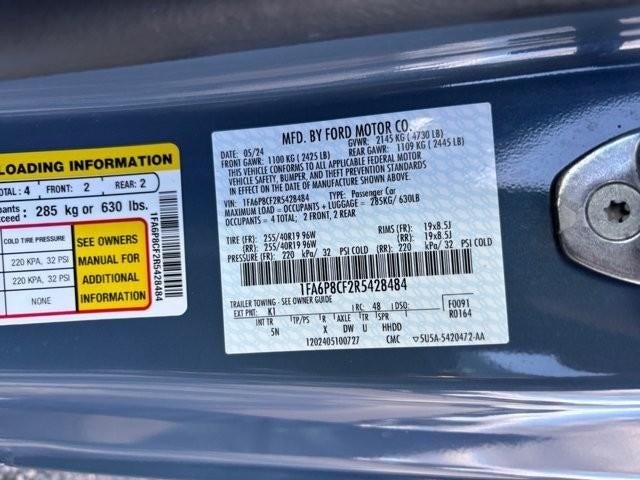 LOADING INFORMATION
TOTAL: 4 FRONT: 2 REAR: 2
285 kg or 630 lbs.
COLD TIRE PRESSURE
220 KPA, 32 PSI
220 KPA, 32 PSI
NONE
SEE OWNERS
MANUAL FOR
ADDITIONAL
INFORMATION
1FA6P8CF2R5428484
MFD. BY FORD MOTOR CO.
05/24 GVWR: 2145 KG ( 4730 LB)
FRONT GAWR: 1100 KG ( 2425 LB) REAR GAWR: 1109 KG ( 2445 LB)
THIS VEHICLE CONFORMS TO ALL APPLICABLE FEDERAL MOTOR
VEHICLE SAFETY, BUMPER, AND THEFT PREVENTION STANDARDS
IN EFFECT ON THE DATE OF MANUFACTURE SHOWN ABOVE.
VIN: 1FA6P8CF2R5428484 TYPE: Passenger Car
MAXIMUM LOAD = OCCUPANTS + LUGGAGE = 285KG/ 630LB
OCCUPANTS = 4 TOTAL; 2 FRONT, 2 REAR
TIRE (FR): 255/40R19 96W RIMS (FR): 19x8.5J
(RR): 255/40R19 96W (RR): 19x8.5J
PRESSURE (FR): 220 kPa/ 32 PSI COLD (RR): 220 kPa/ 32 PSI COLD
1FA6P8CF2R5428484
TRAILER TOWING - SEE OWNER GUIDE
EXT PNT: K1 RC: 48 DSO: F0091
R0164
INT TR TP/PS R AXLE TR SPR
5N X DW U HHDD
1202405100727 CMC 5U5A-5420472-AA